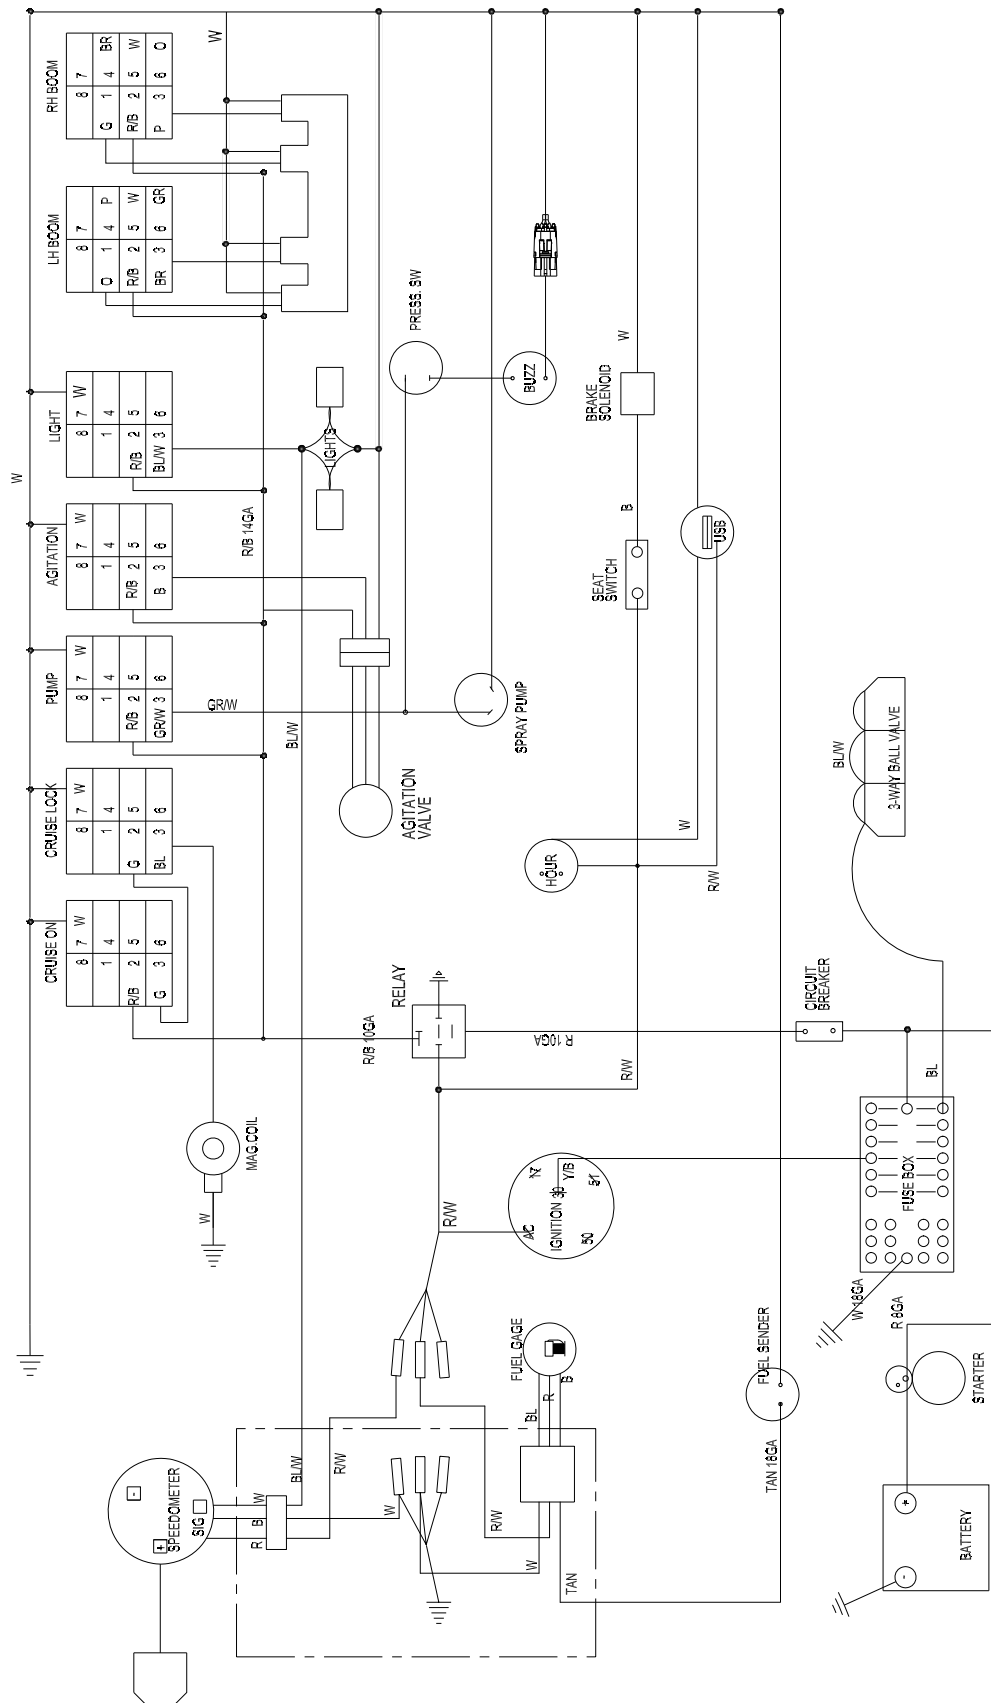 RH BOOM
8 7
G 1 4 BR
R/B 2 5 W
P 3 6 O
LH BOOM
8 7
O 1 4 P
R/B 2 5 W
BR 3 6 GR
LIGHT
8 7 W
1 4
R/B 2 5
BL/W 3 6
AGITATION
8 7 W
1 4
R/B 2 5
B 3 6
PUMP
8 7 W
1 4
R/B 2 5
GR/W 3 6
CRUISE LOCK
8 7 W
1 4
G 2 5
BL 3 6
CRUISE ON
8 7 W
1 4
R/B 2 5
G 3 6
W
W
R/B 14GA
LIGHTS
PRESS. SW
BUZZ
BRAKE
SOLENOID
W
B
SEAT
SWITCH
USB
GR/W
BL/W
SPRAY PUMP
AGITATION
VALVE
HOUR
W
R/W
BL/W
3-WAY BALL VALVE
CIRCUIT
BREAKER
RELAY
R/B 10GA
R 10GA
R/W
BL
MAG.COIL
W
R/W
AC
17
IGNITION 30
Y/B
50
51
FUSE BOX
W 18GA
R 8GA
FUEL GAGE
BL
R
B
FUEL SENDER
TAN 18GA
STARTER
BATTERY
+
-
SPEEDOMETER
+
-
SIG
R B W
BL/W
R/W
W
R/W
W
TAN